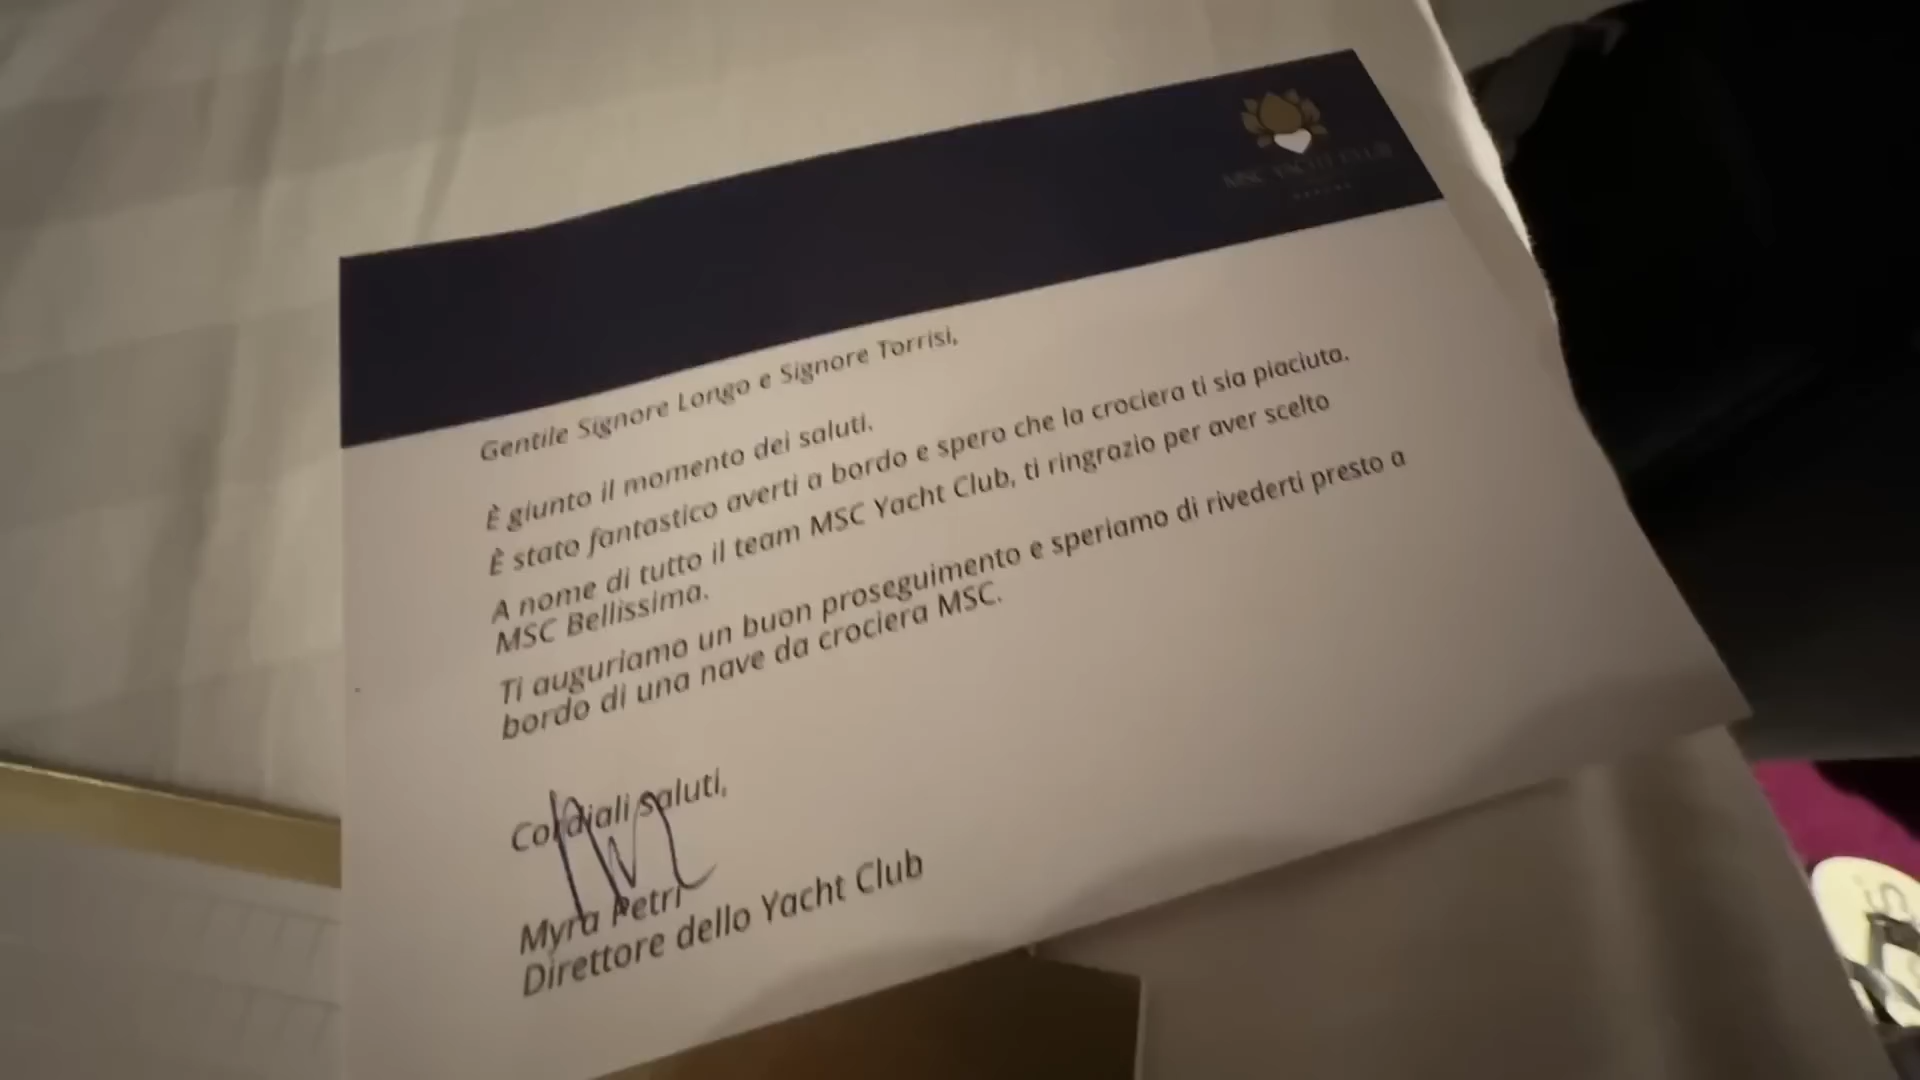 MSC YACHT CLUB
Gentile Signore Longo e Signore Torrisi,
È giunto il momento dei saluti.
È stato fantastico averti a bordo e spero che la crociera ti sia piaciuta.
A nome di tutto il team MSC Yacht Club, ti ringrazio per aver scelto
MSC Bellissima.
Ti auguriamo un buon proseguimento e speriamo di rivederti presto a
bordo di una nave da crociera MSC.
Cordiali saluti,
Myra Petri
Direttore dello Yacht Club